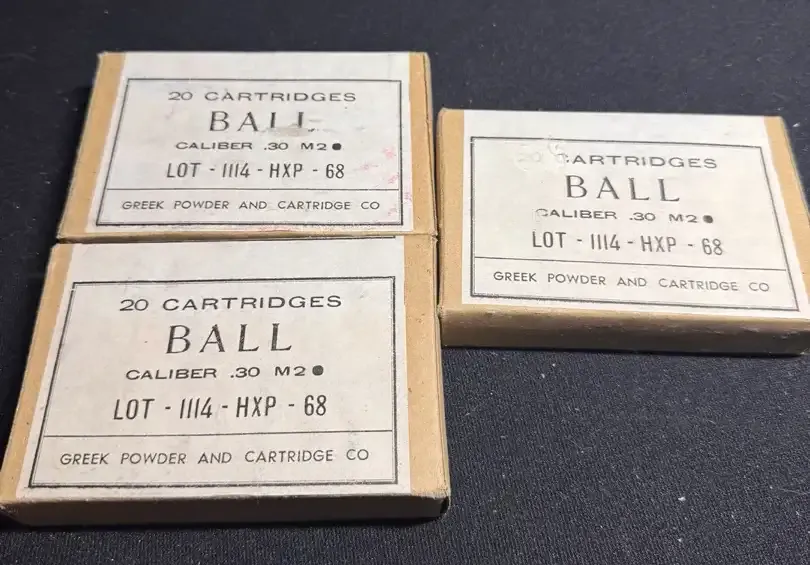 20 CARTRIDGES
BALL
CALIBER .30 M2
LOT - 1114 - HXP - 68
GREEK POWDER AND CARTRIDGE CO
20 CARTRIDGES
BALL
CALIBER .30 M2
LOT - 1114 - HXP - 68
GREEK POWDER AND CARTRIDGE CO
20 CARTRIDGES
BALL
CALIBER .30 M2
LOT - 1114 - HXP - 68
GREEK POWDER AND CARTRIDGE CO